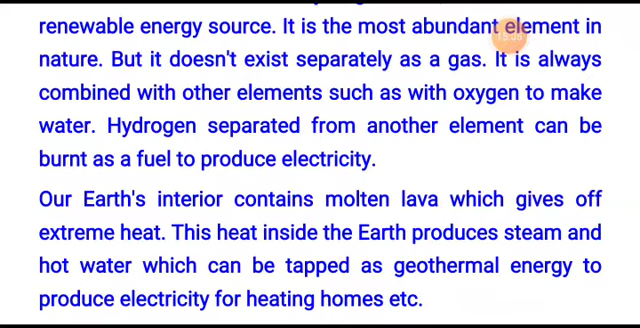 renewable energy source. It is the most abundant element in
nature. But it doesn't exist separately as a gas. It is always
combined with other elements such as with oxygen to make
water. Hydrogen separated from another element can be
burnt as a fuel to produce electricity.
Our Earth's interior contains molten lava which gives off
extreme heat. This heat inside the Earth produces steam and
hot water which can be tapped as geothermal energy to
produce electricity for heating homes etc.